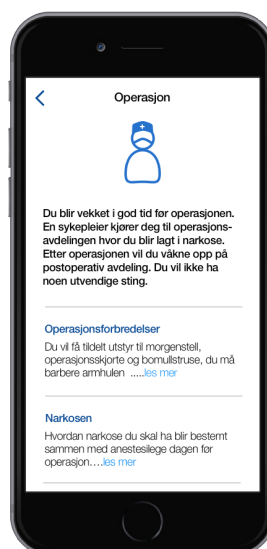 Operasjon
Du blir vekket i god tid før operasjonen.
En sykepleier kjører deg til operasjons-
avdelingen hvor du blir lagt i narkose.
Etter operasjonen vil du våkne opp på
postoperativ avdeling. Du vil ikke ha
noen utvendige sting.
Operasjonsforbredelser
Du vil få tildelt utstyr til morgenstell,
operasjonsskjorte og bomullstruse, du må
barbere armhulen .....les mer
Narkosen
Hvordan narkose du skal ha blir bestemt
sammen med anestesilege dagen før
operasjon....les mer